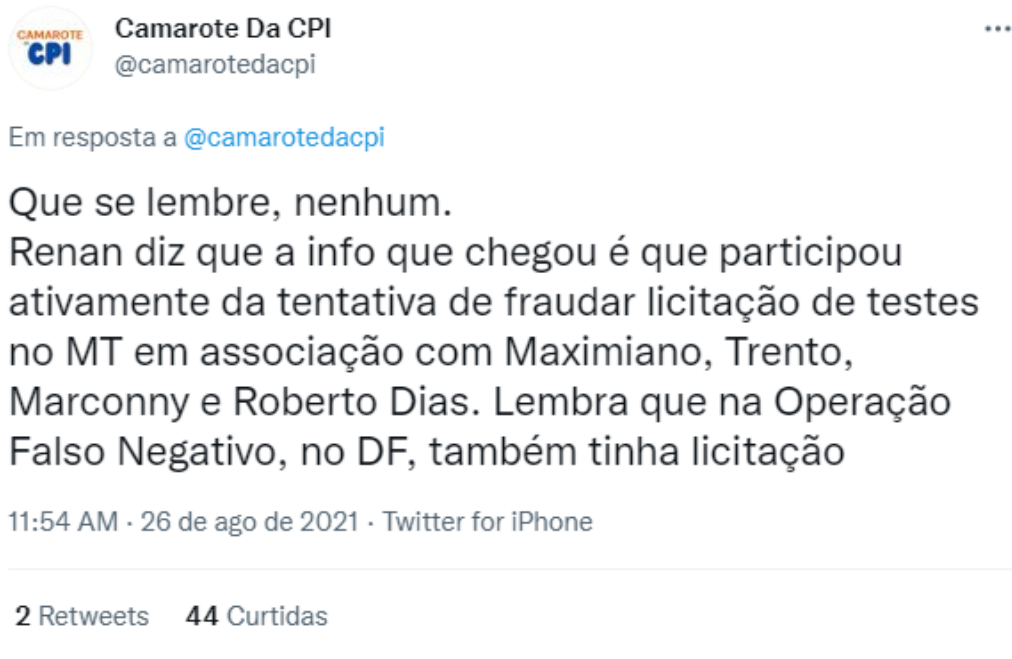 CAMAROTE
DA CPI
Camarote Da CPI
@camarotedacpi
Em resposta a @camarotedacpi
Que se lembre, nenhum.
Renan diz que a info que chegou é que participou
ativamente da tentativa de fraudar licitação de testes
no MT em associação com Maximiano, Trento,
Marconny e Roberto Dias. Lembra que na Operação
Falso Negativo, no DF, também tinha licitação
11:54 AM · 26 de ago de 2021 · Twitter for iPhone
2 Retweets 44 Curtidas